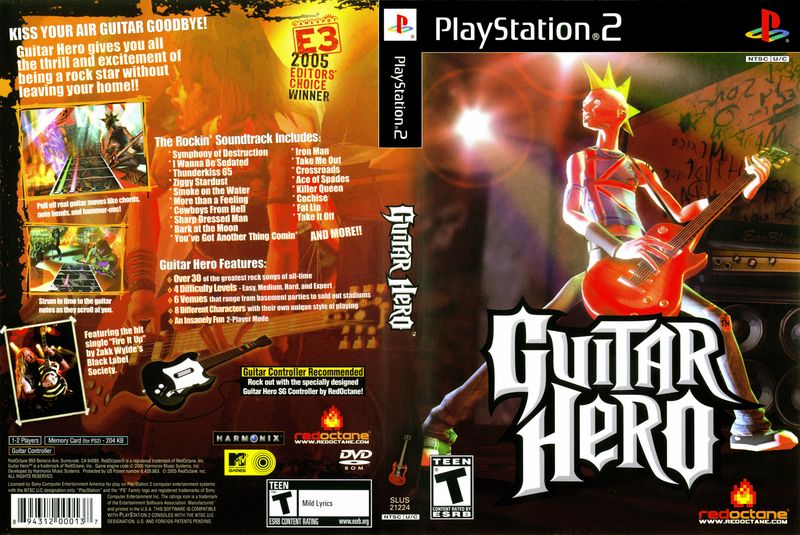 KISS YOUR AIR GUITAR GOODBYE!
Guitar Hero gives you all
the thrill and excitement of
being a rock star without
leaving your home!!
E3
2005
EDITORS'
CHOICE
WINNER
Pull off real guitar moves like chords,
note bends, and hammer-ons!
Strum in time to the guitar
notes as they scroll at you.
Featuring the hit
single "Fire It Up"
by Zakk Wylde's
Black Label
Society.
The Rockin' Soundtrack Includes:
Symphony of Destruction
I Wanna Be Sedated
Thunderkiss 65
Ziggy Stardust
Smoke on the Water
More than a Feeling
Cowboys From Hell
Sharp Dressed Man
Bark at the Moon
You've Got Another Thing Comin'
Iron Man
Take Me Out
Crossroads
Ace of Spades
Killer Queen
Cochise
Fat Lip
Take it Off
AND MORE!!
Guitar Hero Features:
Over 30 of the greatest rock songs of all-time
4 Difficulty Levels - Easy, Medium, Hard, and Expert
6 Venues that range from basement parties to sold out stadiums
8 Different Characters with their own unique style of playing
An Insanely Fun 2-Player Mode
Guitar Controller Recommended
Rock out with the specially designed
Guitar Hero SG Controller by RedOctane!
1-2 Players
Memory Card (for PS2) - 204 KB
Guitar Controller
HARMONIX
redoctane
WWW.REDOCTANE.COM
MTV GAMES
DVD
ROM
TEEN
T
Mild Lyrics
ESRB CONTENT RATING
www.esrb.org
8 94312 00013 7
PlayStation 2
GUITAR HERO
SLUS
21224
NTSC U/C
PlayStation®2
NTSC U/C
GUITAR HERO
TM
TEEN
T
CONTENT RATED BY
ESRB
redoctane
WWW.REDOCTANE.COM